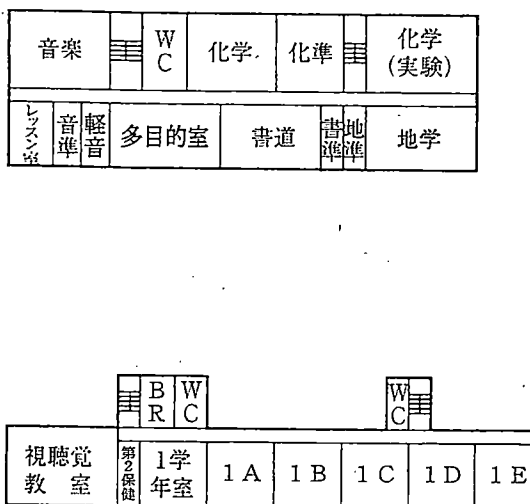 音楽
WC
化学
化準
化学
(実験)
レッスン室
音準
軽音
多目的室
書道
書準
地準
地学
BR
WC
WC
視聴覚
教室
第2保健
1学
年室
1A
1B
1C
1D
1E